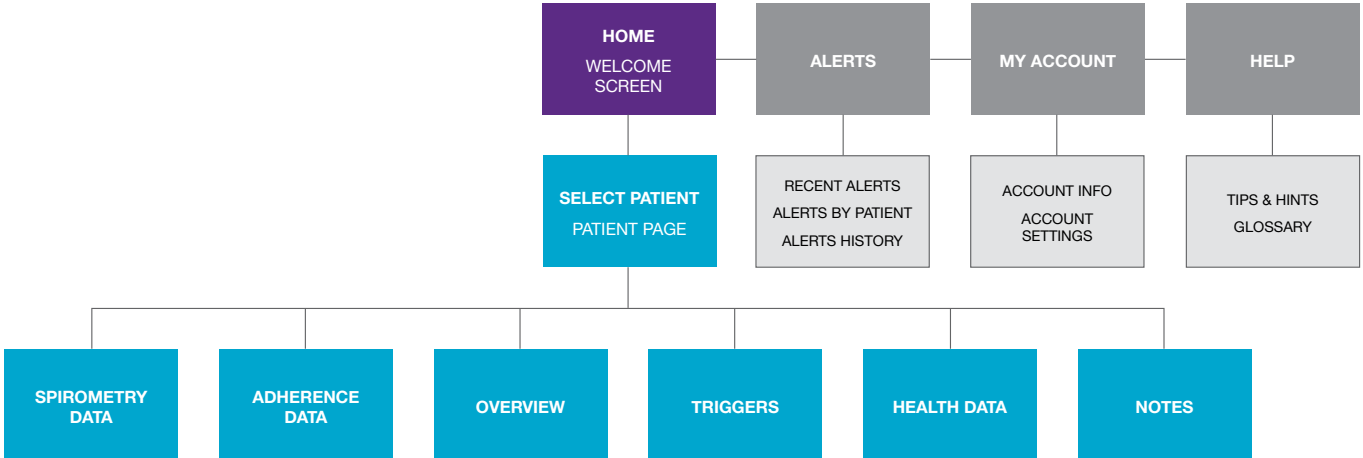 HOME
WELCOME
SCREEN
ALERTS
MY ACCOUNT
HELP
SELECT PATIENT
PATIENT PAGE
RECENT ALERTS
ALERTS BY PATIENT
ALERTS HISTORY
ACCOUNT INFO
ACCOUNT
SETTINGS
TIPS & HINTS
GLOSSARY
SPIROMETRY
DATA
ADHERENCE
DATA
OVERVIEW
TRIGGERS
HEALTH DATA
NOTES